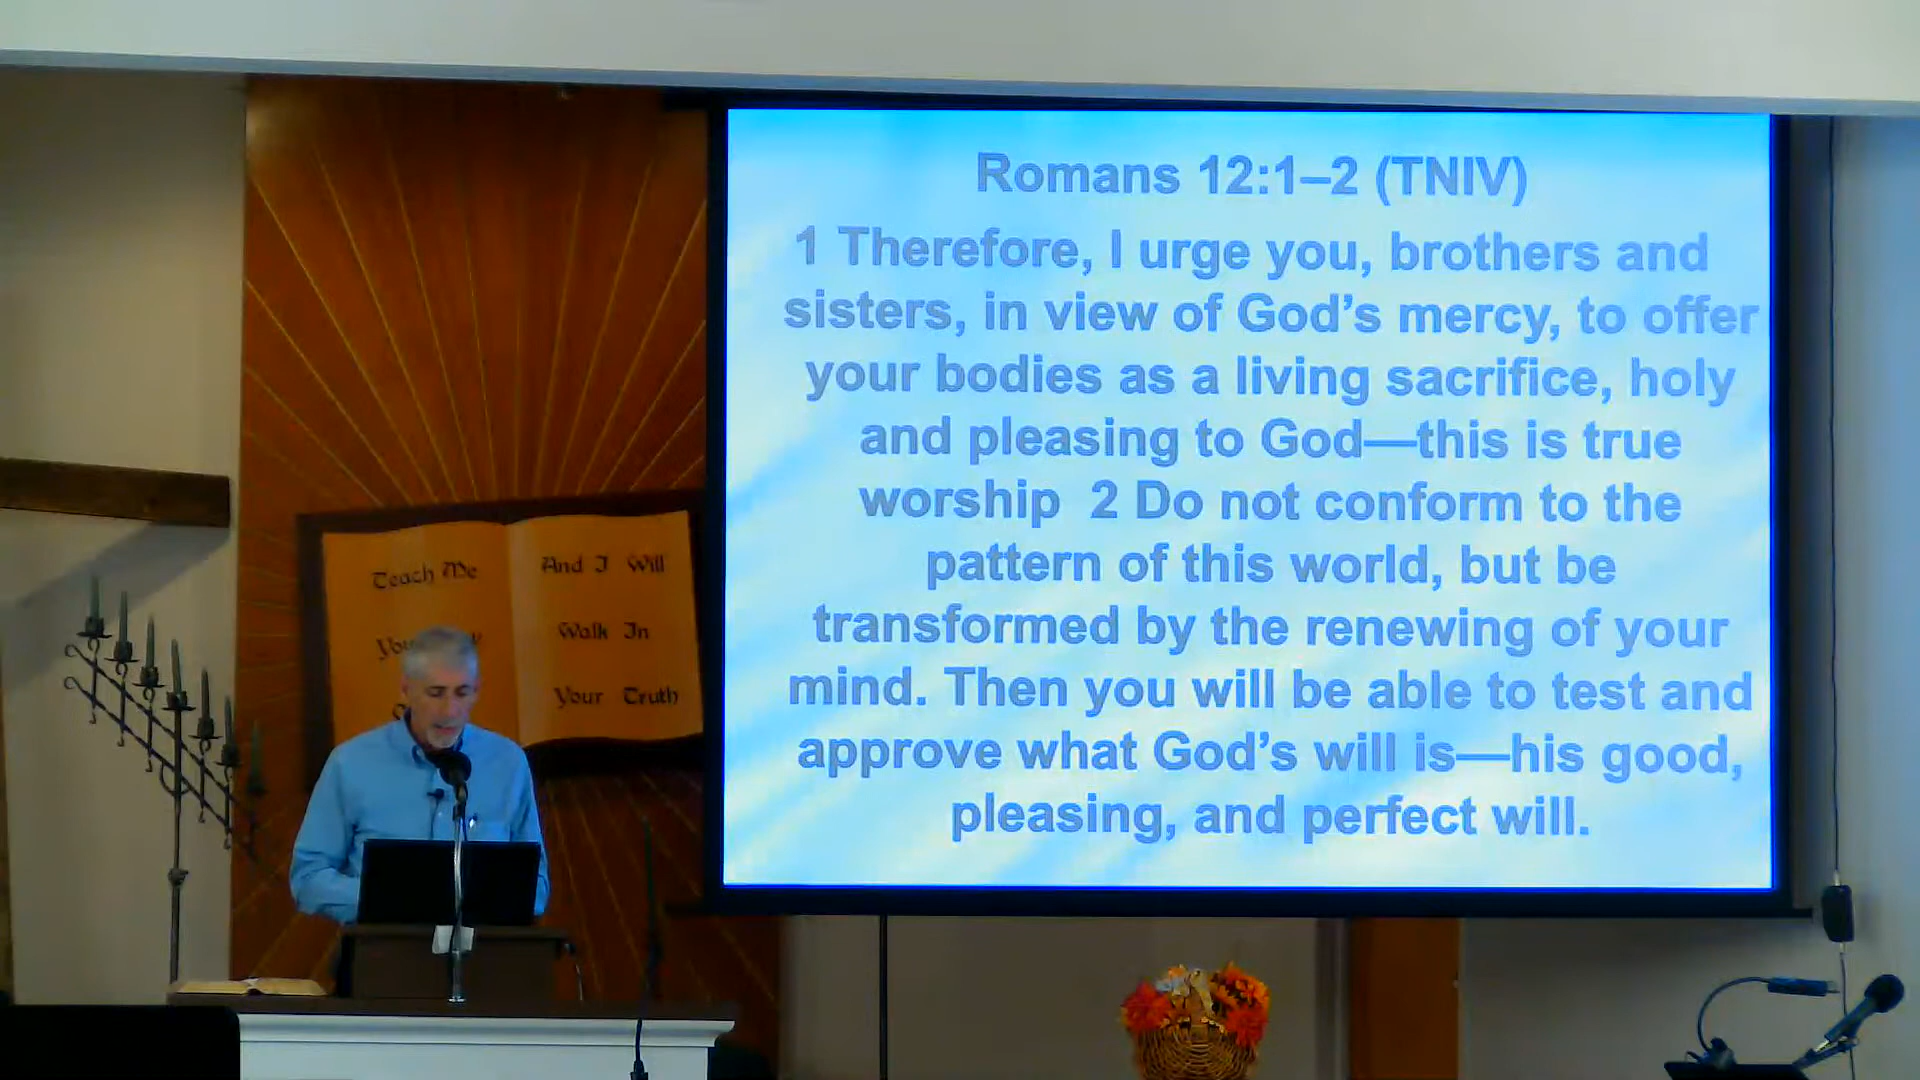 Romans 12:1–2 (TNIV)
1 Therefore, I urge you, brothers and
sisters, in view of God’s mercy, to offer
your bodies as a living sacrifice, holy
and pleasing to God—this is true
worship  2 Do not conform to the
pattern of this world, but be
transformed by the renewing of your
mind. Then you will be able to test and
approve what God’s will is—his good,
pleasing, and perfect will.
Teach Me
And I Will
Walk In
Your Truth